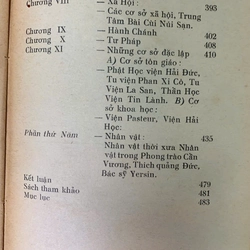 Chương VIII — Xã Hội : 393
Các cơ sở xã hội, Trung
Tâm Bài Cùi Núi Sạn.
Chương IX — Hành Chánh 402
Chương X — Tư Pháp 408
Chương XI — Những cơ sở đặc lập 410
A) Cơ sở tôn giáo :
Phật Học viện Hải Đức,
Tu viện Phan Xi Cô, Tu
Viện La San, Thần Học
Viện Tin Lành. B) Cơ
sở khoa học :
Viện Pasteur, Viện Hải
Học:
Phần thứ Năm — Nhân vật : 435
Nhân vật thời xưa Nhân
vật trong Phong trào Cần
Vương, Thích quảng Đức,
Bác sỹ Yersin.
Kết luận 479
Sách tham khảo 481
Mục lục 483